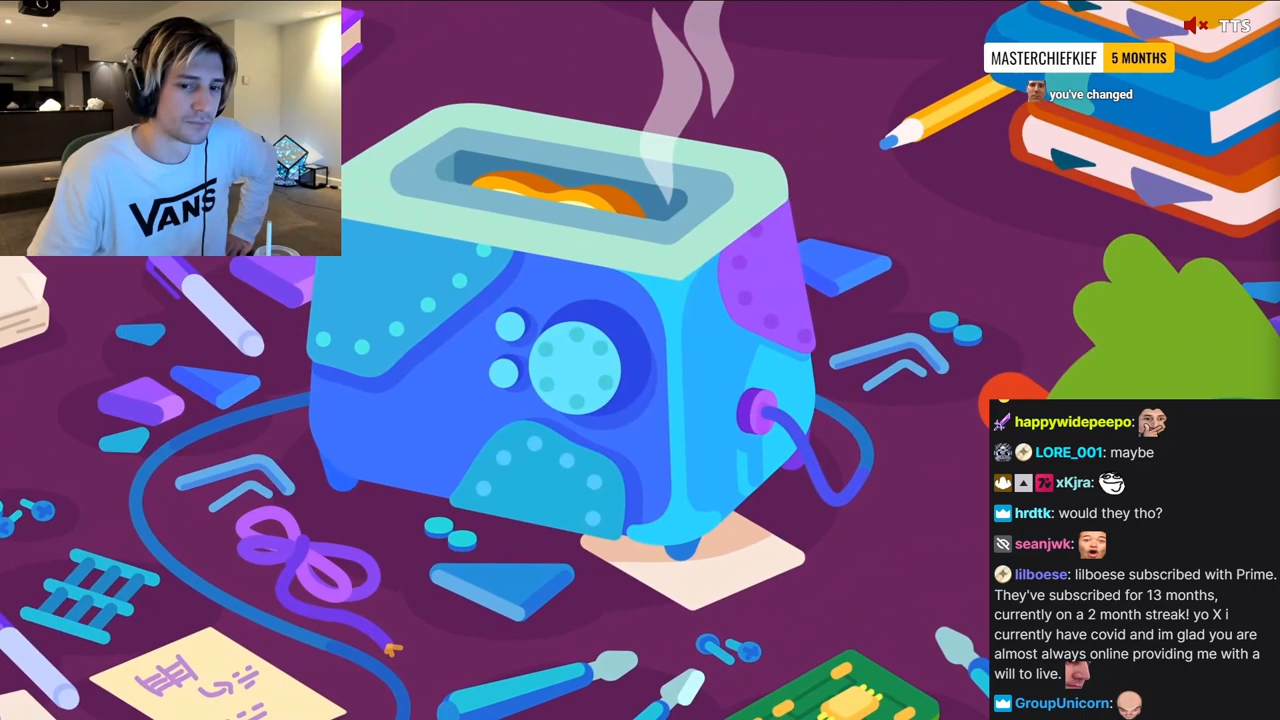 VANS
TTS
MASTERCHIEFKIEF 5 MONTHS
you've changed
happywidepeepo:
LORE_001: maybe
xKjra:
hrdtk: would they tho?
seanjwk:
lilboese: lilboese subscribed with Prime.
They've subscribed for 13 months,
currently on a 2 month streak! yo X i
currently have covid and im glad you are
almost always online providing me with a
will to live.
GroupUnicorn: